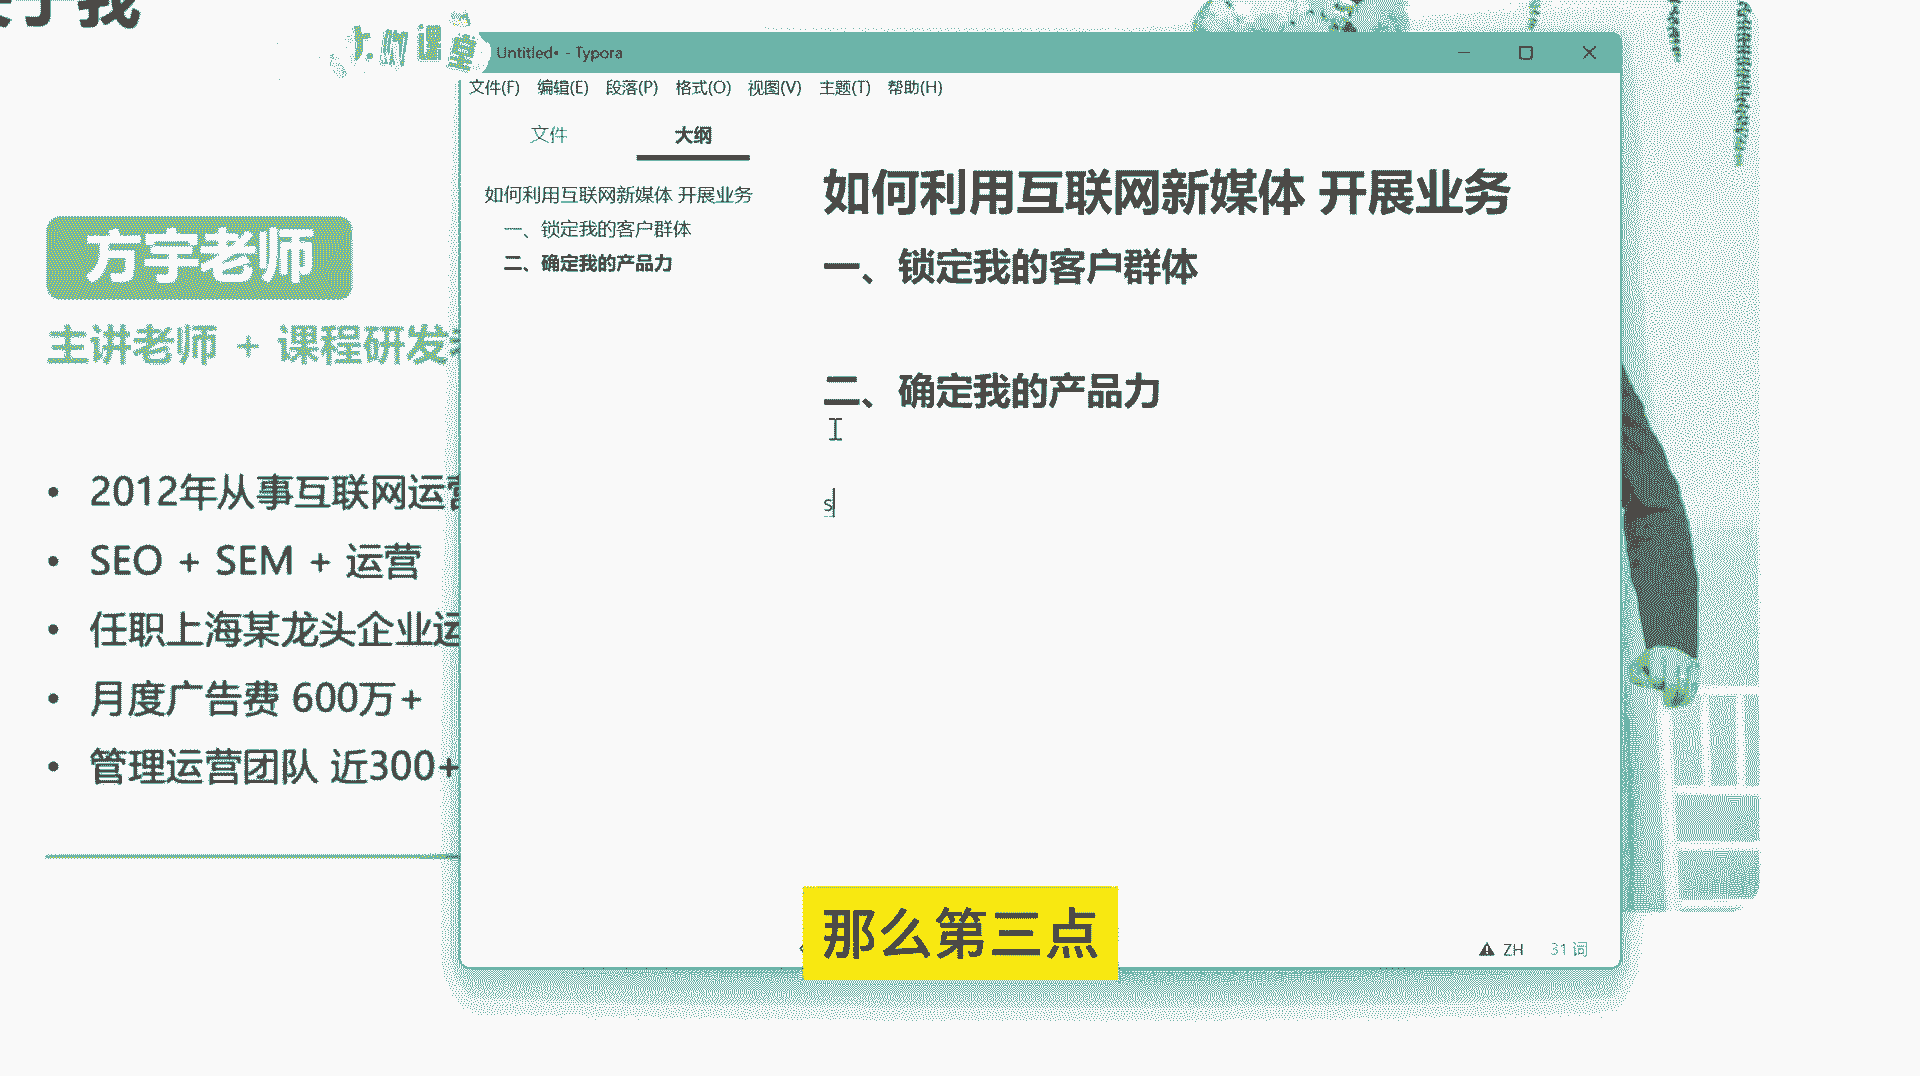 于我
课堂
Untitled• - Typora
文件(F) 编辑(E) 段落(P) 格式(O) 视图(V) 主题(T) 帮助(H)
文件 大纲
如何利用互联网新媒体 开展业务
一、锁定我的客户群体
二、确定我的产品力
如何利用互联网新媒体 开展业务
一、锁定我的客户群体
二、确定我的产品力
s
方宇老师
主讲老师 + 课程研发
• 2012年从事互联网运营
• SEO + SEM + 运营
• 任职上海某龙头企业运
• 月度广告费 600万+
• 管理运营团队 近300+
那么第三点
ZH 31 词